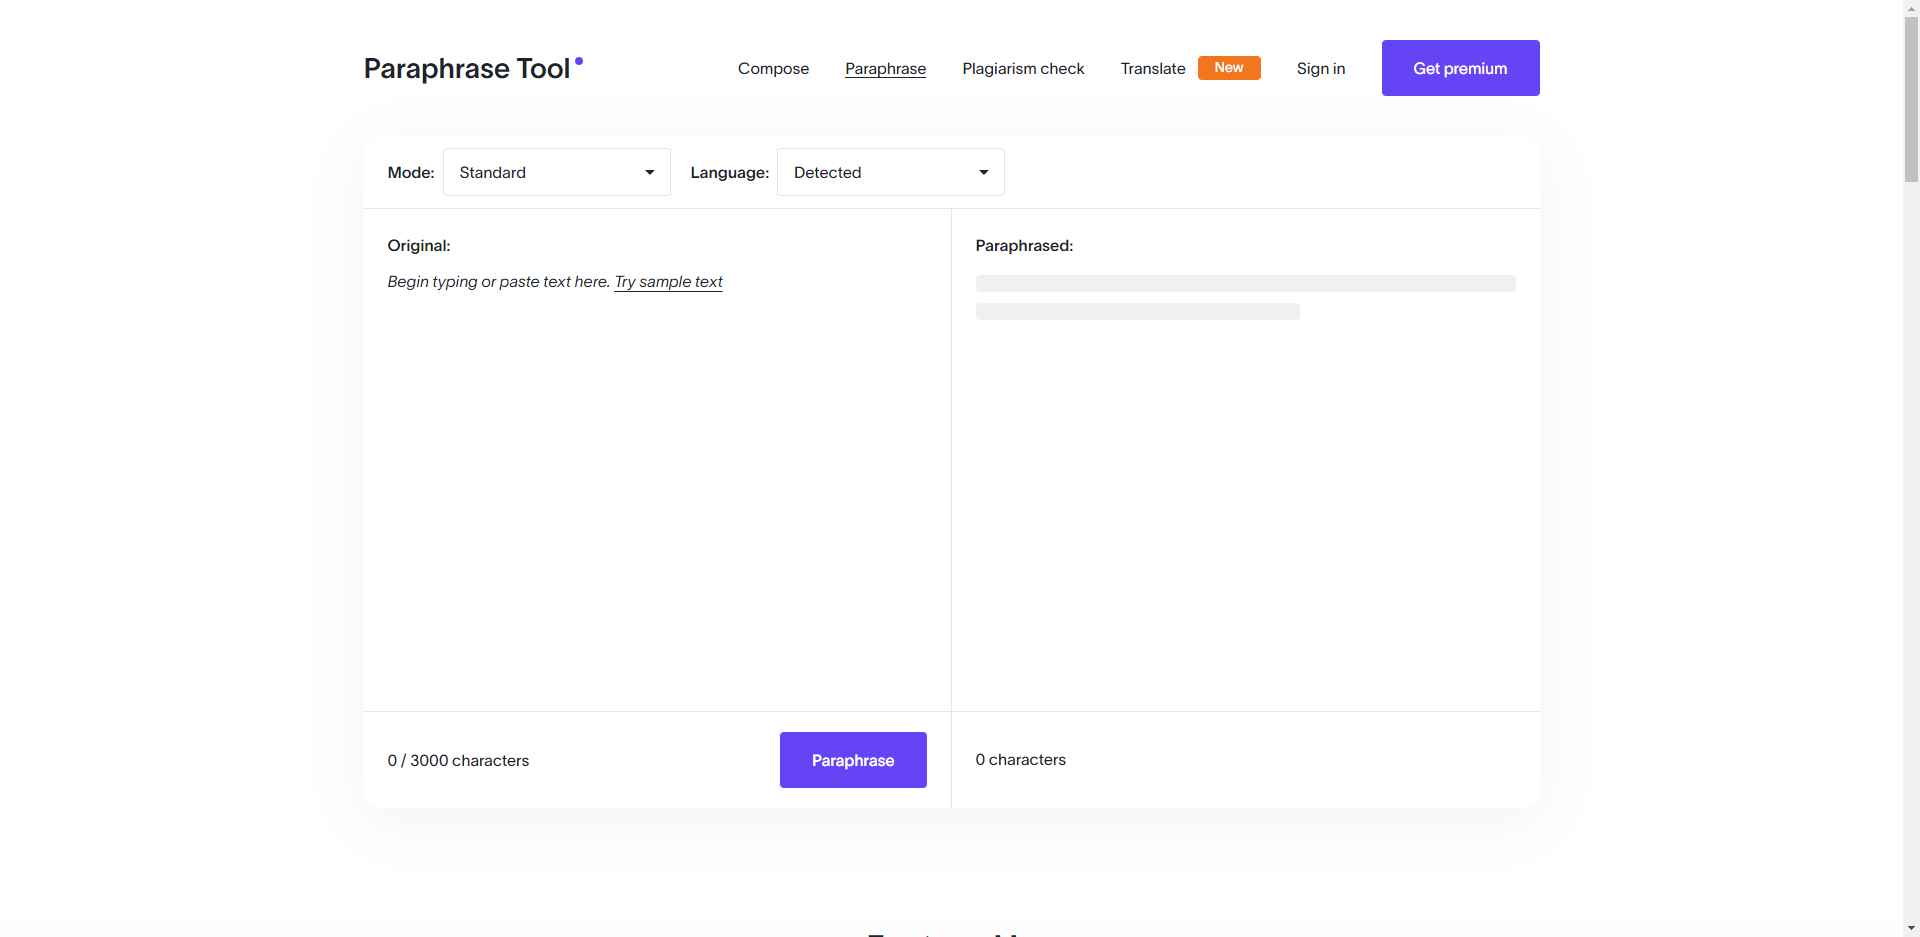 Paraphrase Tool
Compose Paraphrase Plagiarism check Translate New Sign in Get premium
Mode: Standard Language: Detected
Original:
Begin typing or paste text here. Try sample text
Paraphrased:
0 / 3000 characters
Paraphrase
0 characters